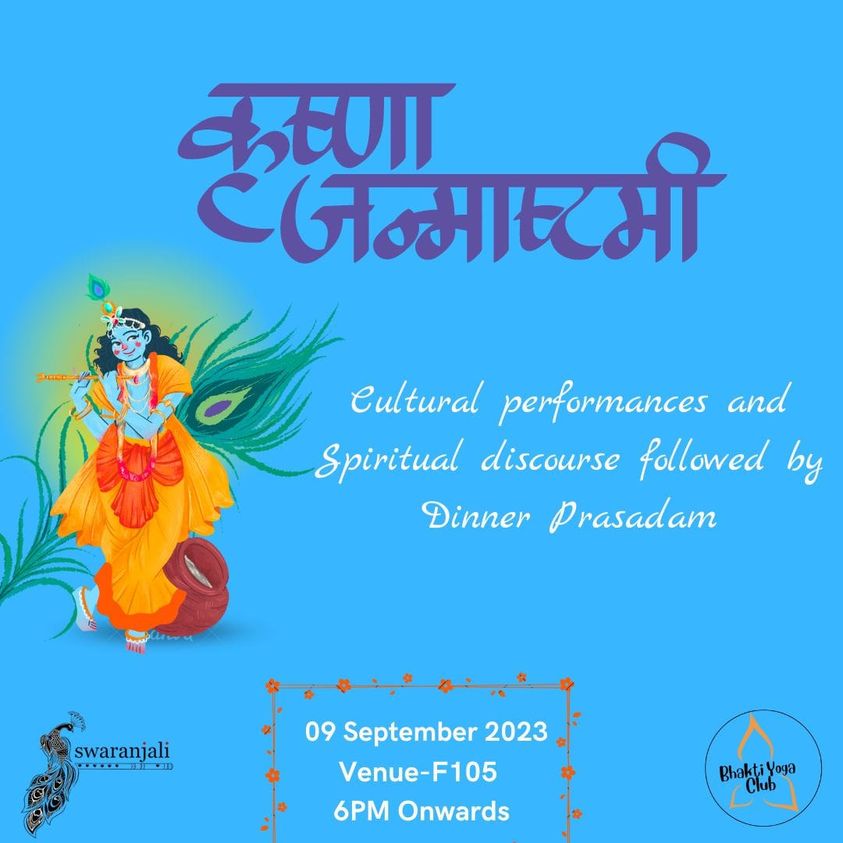 कृष्णा
जन्माष्टमी
Cultural performances and
Spiritual discourse followed by
Dinner Prasadam
09 September 2023
Venue-F105
6PM Onwards
swaranjali
Bhakti Yoga
Club